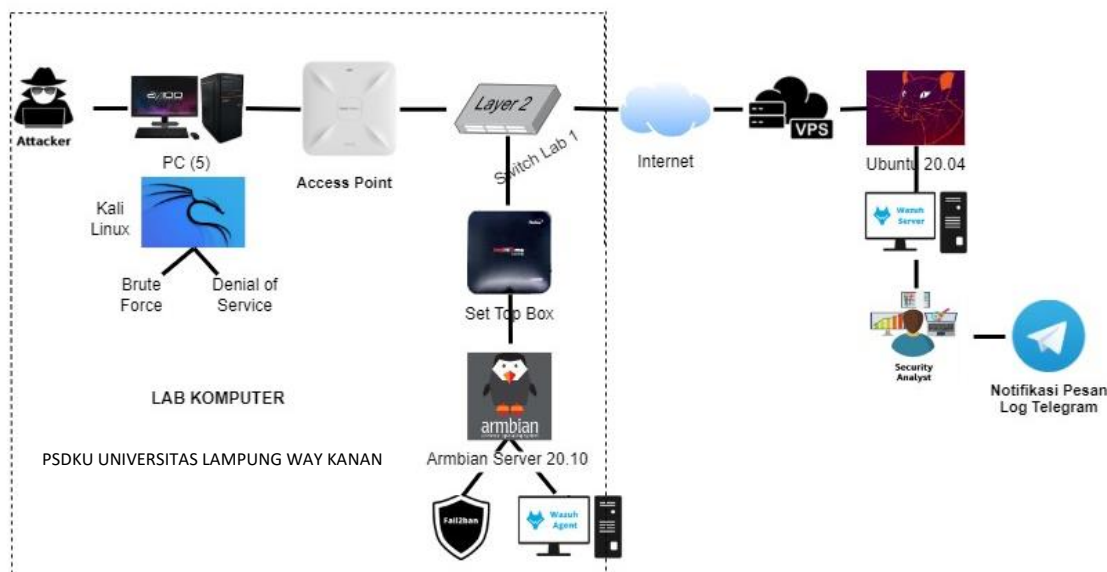 Attacker
PC (5)
Access Point
Layer 2
Switch Lab 1
Internet
VPS
Ubuntu 20.04
Kali
Linux
Brute
Force
Denial of
Service
Set Top Box
Wazuh
Server
Security
Analyst
Notifikasi Pesan
Log Telegram
LAB KOMPUTER
armbian
PSDKU UNIVERSITAS LAMPUNG WAY KANAN
Armbian Server 20.10
Fail2ban
Wazuh
Agent